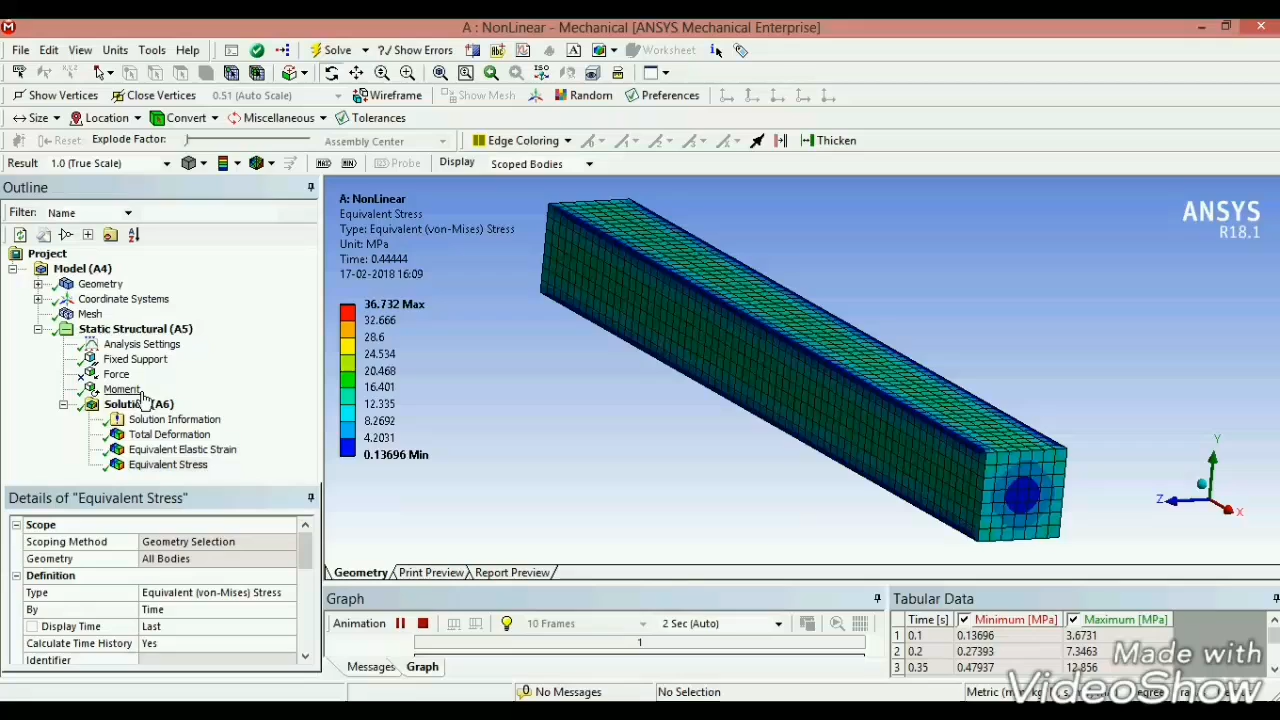 A : NonLinear - Mechanical [ANSYS Mechanical Enterprise]
File Edit View Units Tools Help Solve ?/ Show Errors Worksheet
Show Vertices Close Vertices 0.51 (Auto Scale) Wireframe Show Mesh Random Preferences
Size Location Convert Miscellaneous Tolerances
Reset Explode Factor: Assembly Center Edge Coloring Thicken
Result 1.0 (True Scale) MAX MIN Probe Display Scoped Bodies
Outline
Filter: Name
Project
Model (A4)
Geometry
Coordinate Systems
Mesh
Static Structural (A5)
Analysis Settings
Fixed Support
Force
Moment
Solution (A6)
Solution Information
Total Deformation
Equivalent Elastic Strain
Equivalent Stress
Details of "Equivalent Stress"
Scope
Scoping Method Geometry Selection
Geometry All Bodies
Definition
Type Equivalent (von-Mises) Stress
By Time
Display Time Last
Calculate Time History Yes
Identifier
A: NonLinear
Equivalent Stress
Type: Equivalent (von-Mises) Stress
Unit: MPa
Time: 0.44444
17-02-2018 16:09
36.732 Max
32.666
28.6
24.534
20.468
16.401
12.335
8.2692
4.2031
0.13696 Min
ANSYS
R18.1
Y
Z
X
Geometry Print Preview Report Preview
Graph
Animation 10 Frames 2 Sec (Auto)
1
Messages Graph
Tabular Data
Time [s] Minimum [MPa] Maximum [MPa]
1 0.1 0.13696 3.6731
2 0.2 0.27393 7.3463
3 0.35 0.47937 12.856
0 No Messages No Selection Metric
Made with
VideoShow